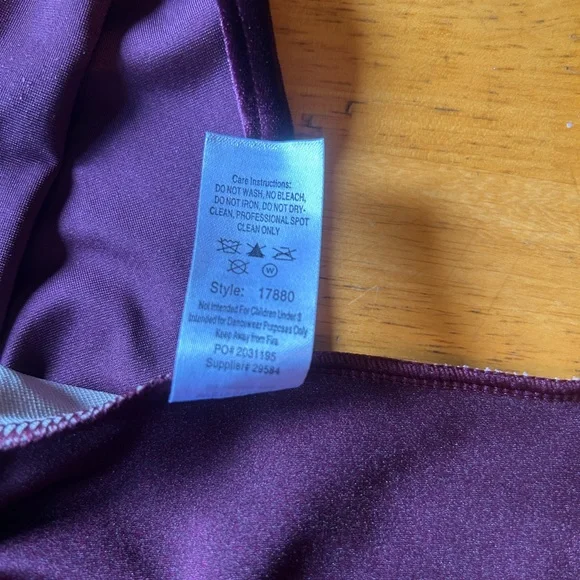 Care Instructions:
DO NOT WASH, NO BLEACH,
DO NOT IRON, DO NOT DRY-
CLEAN, PROFESSIONAL SPOT
CLEAN ONLY
W
Style: 17880
Not Intended For Children Under 8
Intended for Dancewear Purposes Only
Keep Away from Fire
PO# 2031195
Supplier# 29584